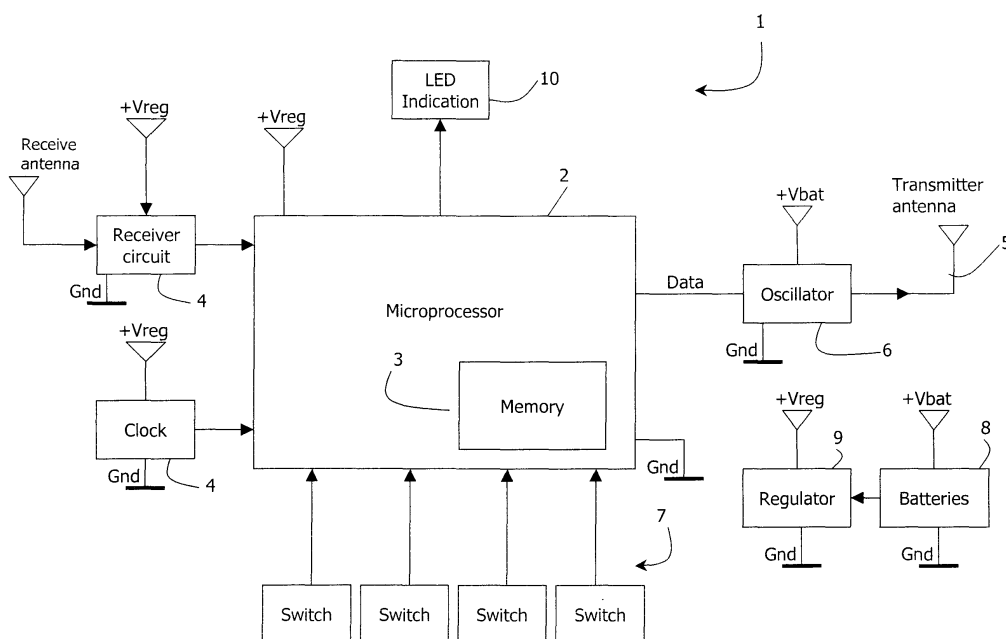 1
LED
Indication
10
+Vreg
+Vreg
Receive
antenna
2
Transmitter
antenna
+Vbat
Receiver
circuit
5
Gnd
4
Data
Oscillator
Microprocessor
Gnd
6
+Vreg
3
Memory
+Vreg
+Vbat
Clock
9
8
Gnd
4
Gnd
Regulator
Batteries
7
Gnd
Gnd
Switch
Switch
Switch
Switch